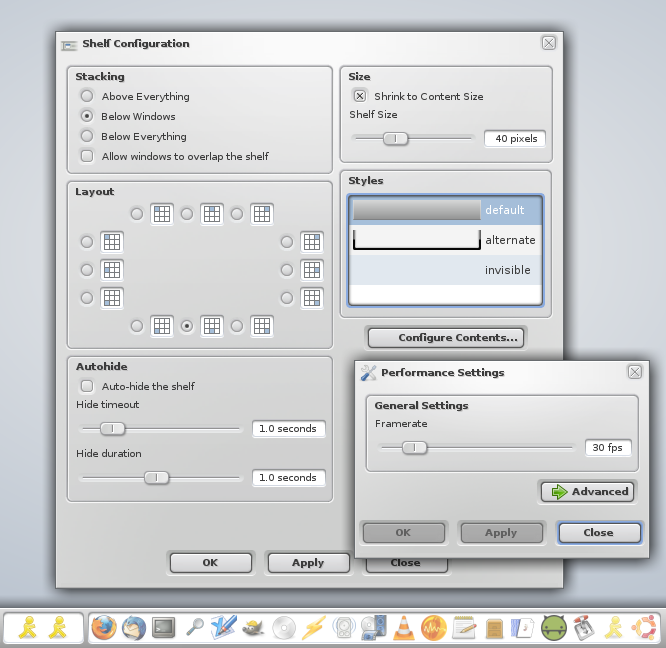 Shelf Configuration
Stacking
Above Everything
Below Windows
Below Everything
Allow windows to overlap the shelf
Size
Shrink to Content Size
Shelf Size
40 pixels
Layout
Styles
default
alternate
invisible
Configure Contents...
Autohide
Auto-hide the shelf
Hide timeout
1.0 seconds
Hide duration
1.0 seconds
OK
Apply
Close
Performance Settings
General Settings
Framerate
30 fps
Advanced
OK
Apply
Close